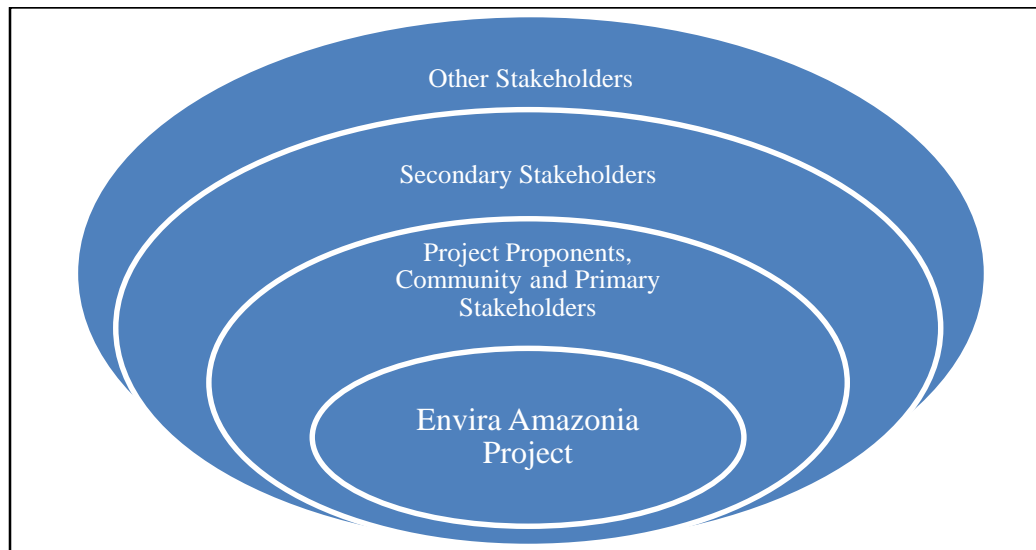 Other Stakeholders
Secondary Stakeholders
Project Proponents,
Community and Primary
Stakeholders
Envira Amazonia
Project